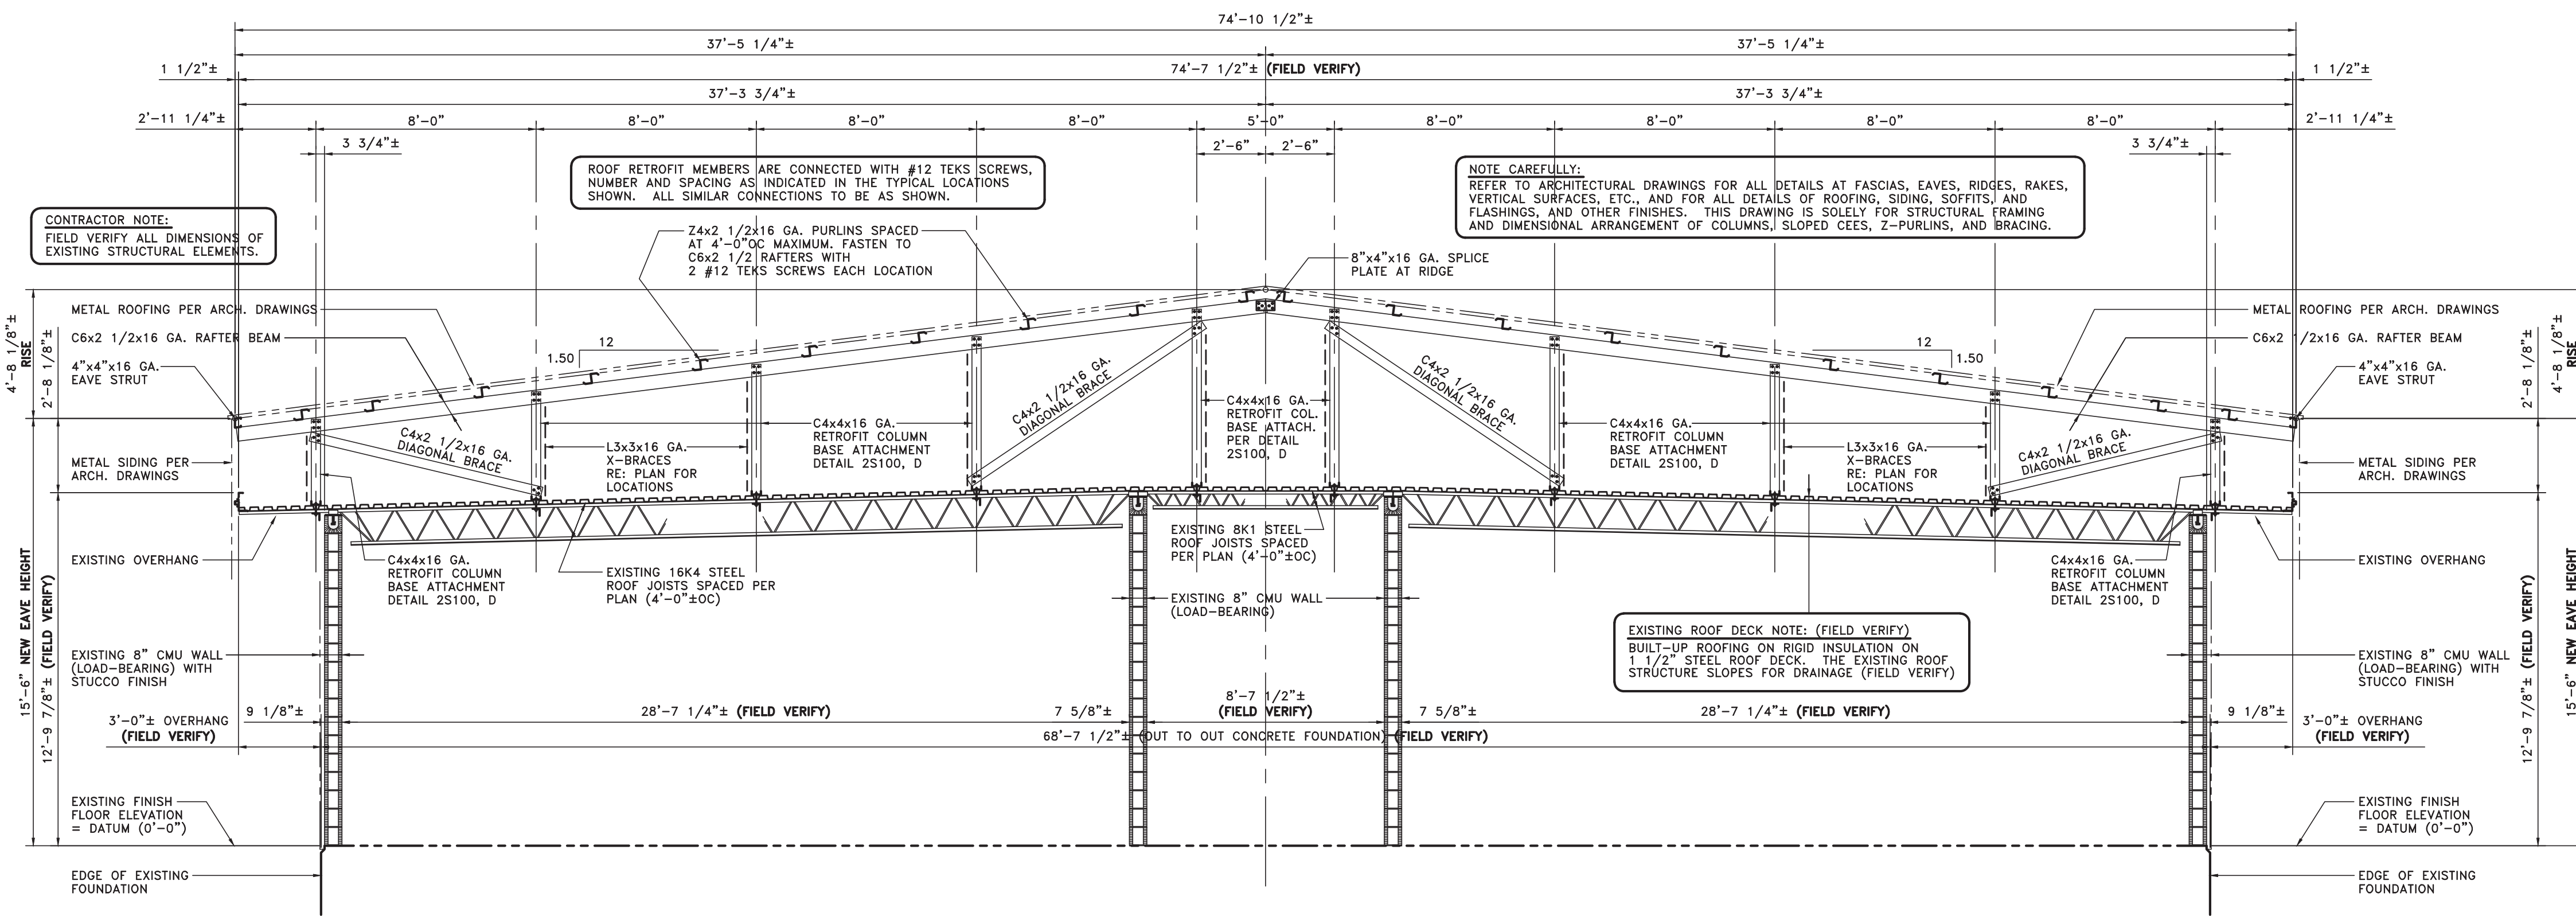 74'-10 1/2"±
37'-5 1/4"±
37'-5 1/4"±
1 1/2"±
74'-7 1/2"± (FIELD VERIFY)
1 1/2"±
37'-3 3/4"±
37'-3 3/4"±
2'-11 1/4"±
8'-0"
8'-0"
8'-0"
8'-0"
5'-0"
8'-0"
8'-0"
8'-0"
8'-0"
2'-11 1/4"±
3 3/4"±
2'-6"
2'-6"
3 3/4"±
CONTRACTOR NOTE:
FIELD VERIFY ALL DIMENSIONS OF
EXISTING STRUCTURAL ELEMENTS.
ROOF RETROFIT MEMBERS ARE CONNECTED WITH #12 TEKS SCREWS,
NUMBER AND SPACING AS INDICATED IN THE TYPICAL LOCATIONS
SHOWN.  ALL SIMILAR CONNECTIONS TO BE AS SHOWN.
NOTE CAREFULLY:
REFER TO ARCHITECTURAL DRAWINGS FOR ALL DETAILS AT FASCIAS, EAVES, RIDGES, RAKES,
VERTICAL SURFACES, ETC., AND FOR ALL DETAILS OF ROOFING, SIDING, SOFFITS, AND
FLASHINGS, AND OTHER FINISHES.  THIS DRAWING IS SOLELY FOR STRUCTURAL FRAMING
AND DIMENSIONAL ARRANGEMENT OF COLUMNS, SLOPED CEES, Z-PURLINS, AND BRACING.
Z4x2 1/2x16 GA. PURLINS SPACED
AT 4'-0"OC MAXIMUM. FASTEN TO
C6x2 1/2 RAFTERS WITH
2 #12 TEKS SCREWS EACH LOCATION
8"x4"x16 GA. SPLICE
PLATE AT RIDGE
METAL ROOFING PER ARCH. DRAWINGS
C6x2 1/2x16 GA. RAFTER BEAM
4"x4"x16 GA.
EAVE STRUT
METAL SIDING PER
ARCH. DRAWINGS
4'-8 1/8"±
RISE
2'-8 1/8"±
12
1.50
12
1.50
METAL ROOFING PER ARCH. DRAWINGS
C6x2 1/2x16 GA. RAFTER BEAM
4"x4"x16 GA.
EAVE STRUT
METAL SIDING PER
ARCH. DRAWINGS
2'-8 1/8"±
4'-8 1/8"±
RISE
C4x2 1/2x16 GA.
DIAGONAL BRACE
L3x3x16 GA.
X-BRACES
RE: PLAN FOR
LOCATIONS
C4x4x16 GA.
RETROFIT COLUMN
BASE ATTACHMENT
DETAIL 2S100, D
C4x2 1/2x16 GA.
DIAGONAL BRACE
C4x4x16 GA.
RETROFIT COL.
BASE ATTACH.
PER DETAIL
2S100, D
C4x2 1/2x16 GA.
DIAGONAL BRACE
C4x4x16 GA.
RETROFIT COLUMN
BASE ATTACHMENT
DETAIL 2S100, D
L3x3x16 GA.
X-BRACES
RE: PLAN FOR
LOCATIONS
C4x2 1/2x16 GA.
DIAGONAL BRACE
EXISTING OVERHANG
C4x4x16 GA.
RETROFIT COLUMN
BASE ATTACHMENT
DETAIL 2S100, D
EXISTING 16K4 STEEL
ROOF JOISTS SPACED PER
PLAN (4'-0"±OC)
EXISTING 8K1 STEEL
ROOF JOISTS SPACED
PER PLAN (4'-0"±OC)
EXISTING 8" CMU WALL
(LOAD-BEARING)
C4x4x16 GA.
RETROFIT COLUMN
BASE ATTACHMENT
DETAIL 2S100, D
EXISTING OVERHANG
EXISTING ROOF DECK NOTE: (FIELD VERIFY)
BUILT-UP ROOFING ON RIGID INSULATION ON
1 1/2" STEEL ROOF DECK.  THE EXISTING ROOF
STRUCTURE SLOPES FOR DRAINAGE (FIELD VERIFY)
15'-6" NEW EAVE HEIGHT
12'-9 7/8"± (FIELD VERIFY)
EXISTING 8" CMU WALL
(LOAD-BEARING) WITH
STUCCO FINISH
EXISTING 8" CMU WALL
(LOAD-BEARING) WITH
STUCCO FINISH
12'-9 7/8"± (FIELD VERIFY)
15'-6" NEW EAVE HEIGHT
3'-0"± OVERHANG
(FIELD VERIFY)
9 1/8"±
28'-7 1/4"± (FIELD VERIFY)
7 5/8"±
8'-7 1/2"±
(FIELD VERIFY)
7 5/8"±
28'-7 1/4"± (FIELD VERIFY)
9 1/8"±
3'-0"± OVERHANG
(FIELD VERIFY)
68'-7 1/2"± (OUT TO OUT CONCRETE FOUNDATION) (FIELD VERIFY)
EXISTING FINISH
FLOOR ELEVATION
= DATUM (0'-0")
EXISTING FINISH
FLOOR ELEVATION
= DATUM (0'-0")
EDGE OF EXISTING
FOUNDATION
EDGE OF EXISTING
FOUNDATION